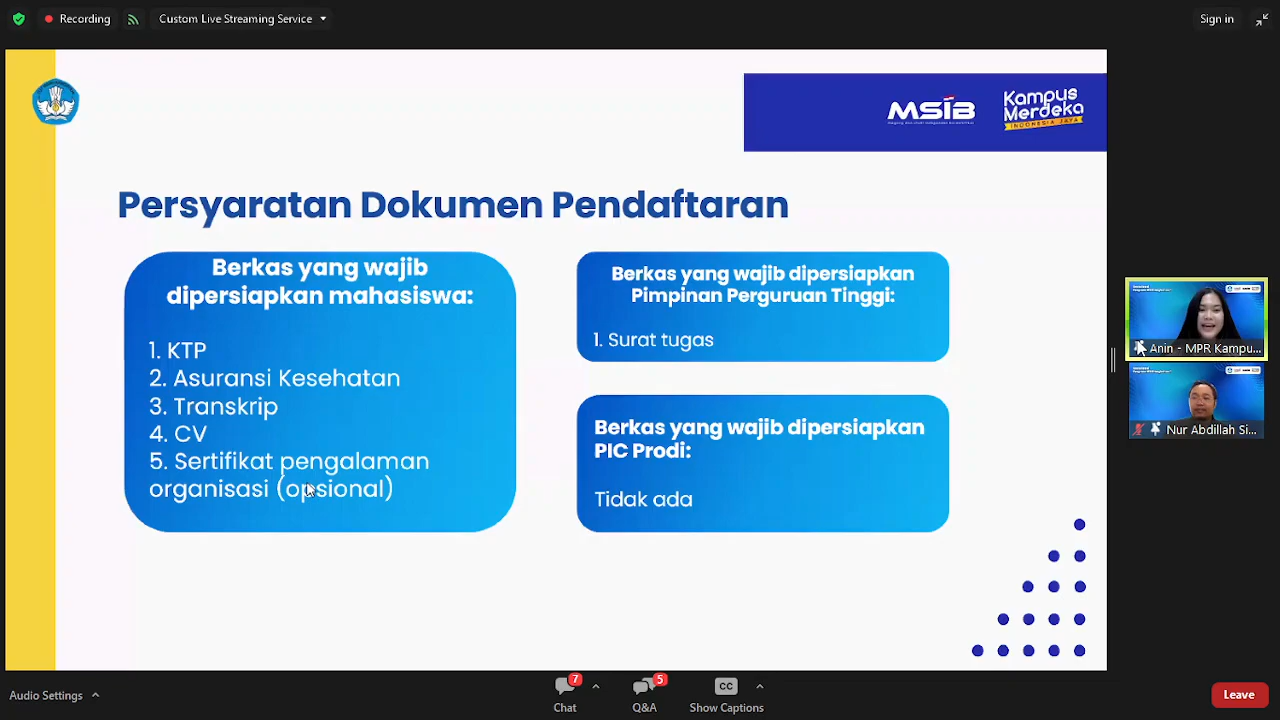 Recording
Custom Live Streaming Service
Sign in
MSIB
Kampus
Merdeka
INDONESIA JAYA
Persyaratan Dokumen Pendaftaran
Berkas yang wajib
dipersiapkan mahasiswa:
1. KTP
2. Asuransi Kesehatan
3. Transkrip
4. CV
5. Sertifikat pengalaman
organisasi (opsional)
Berkas yang wajib dipersiapkan
Pimpinan Perguruan Tinggi:
1. Surat tugas
Berkas yang wajib dipersiapkan
PIC Prodi:
Tidak ada
Anin - MPR Kampu...
Nur Abdillah Si...
Audio Settings
7
Chat
5
Q&A
CC
Show Captions
Leave